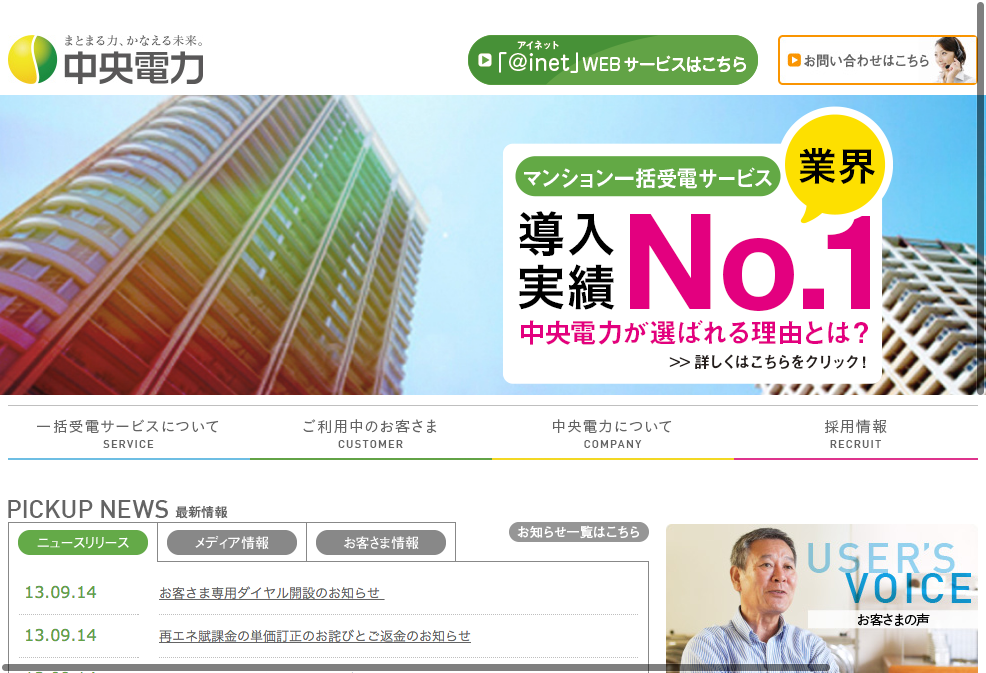 まとまる力、かなえる未来。
中央電力
アイネット
「@inet」WEBサービスはこちら
お問い合わせはこちら
マンション一括受電サービス
業界
導入
実績
No.1
中央電力が選ばれる理由とは?
>> 詳しくはこちらをクリック!
一括受電サービスについて
SERVICE
ご利用中のお客さま
CUSTOMER
中央電力について
COMPANY
採用情報
RECRUIT
PICKUP NEWS 最新情報
ニュースリリース
メディア情報
お客さま情報
お知らせ一覧はこちら
13.09.14 お客さま専用ダイヤル開設のお知らせ
13.09.14 再エネ賦課金の単価訂正のお詫びとご返金のお知らせ
USER'S
VOICE
お客さまの声